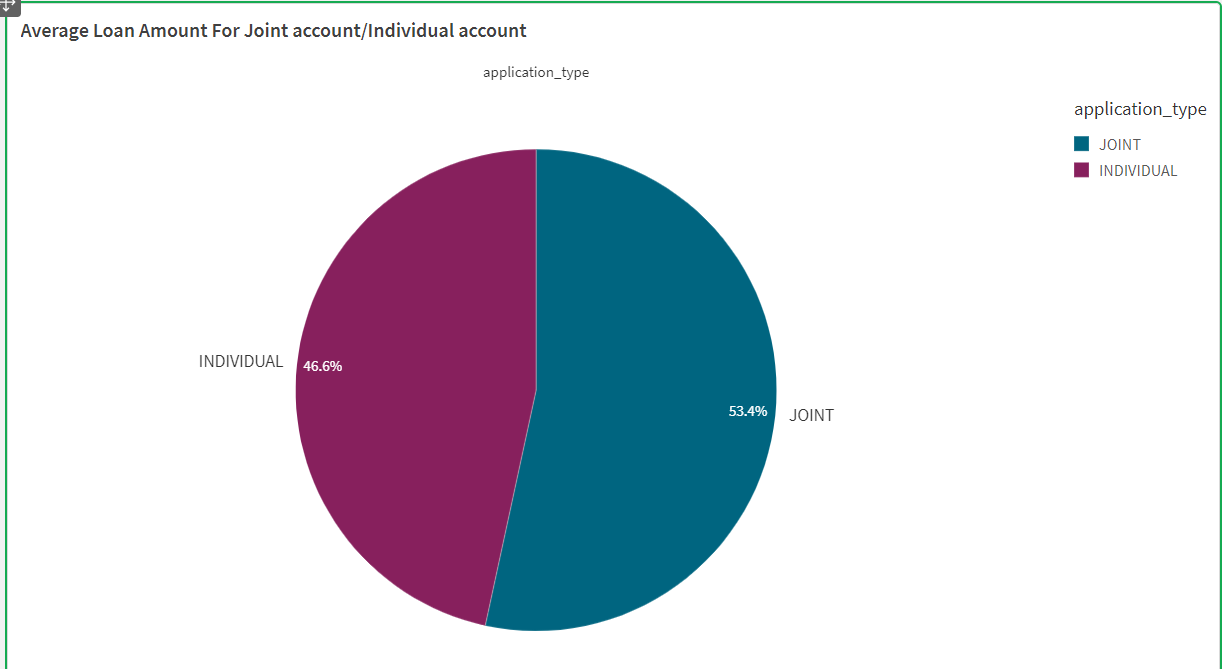 Average Loan Amount For Joint account/Individual account
application_type
application_type
JOINT
INDIVIDUAL
INDIVIDUAL
46.6%
53.4%
JOINT